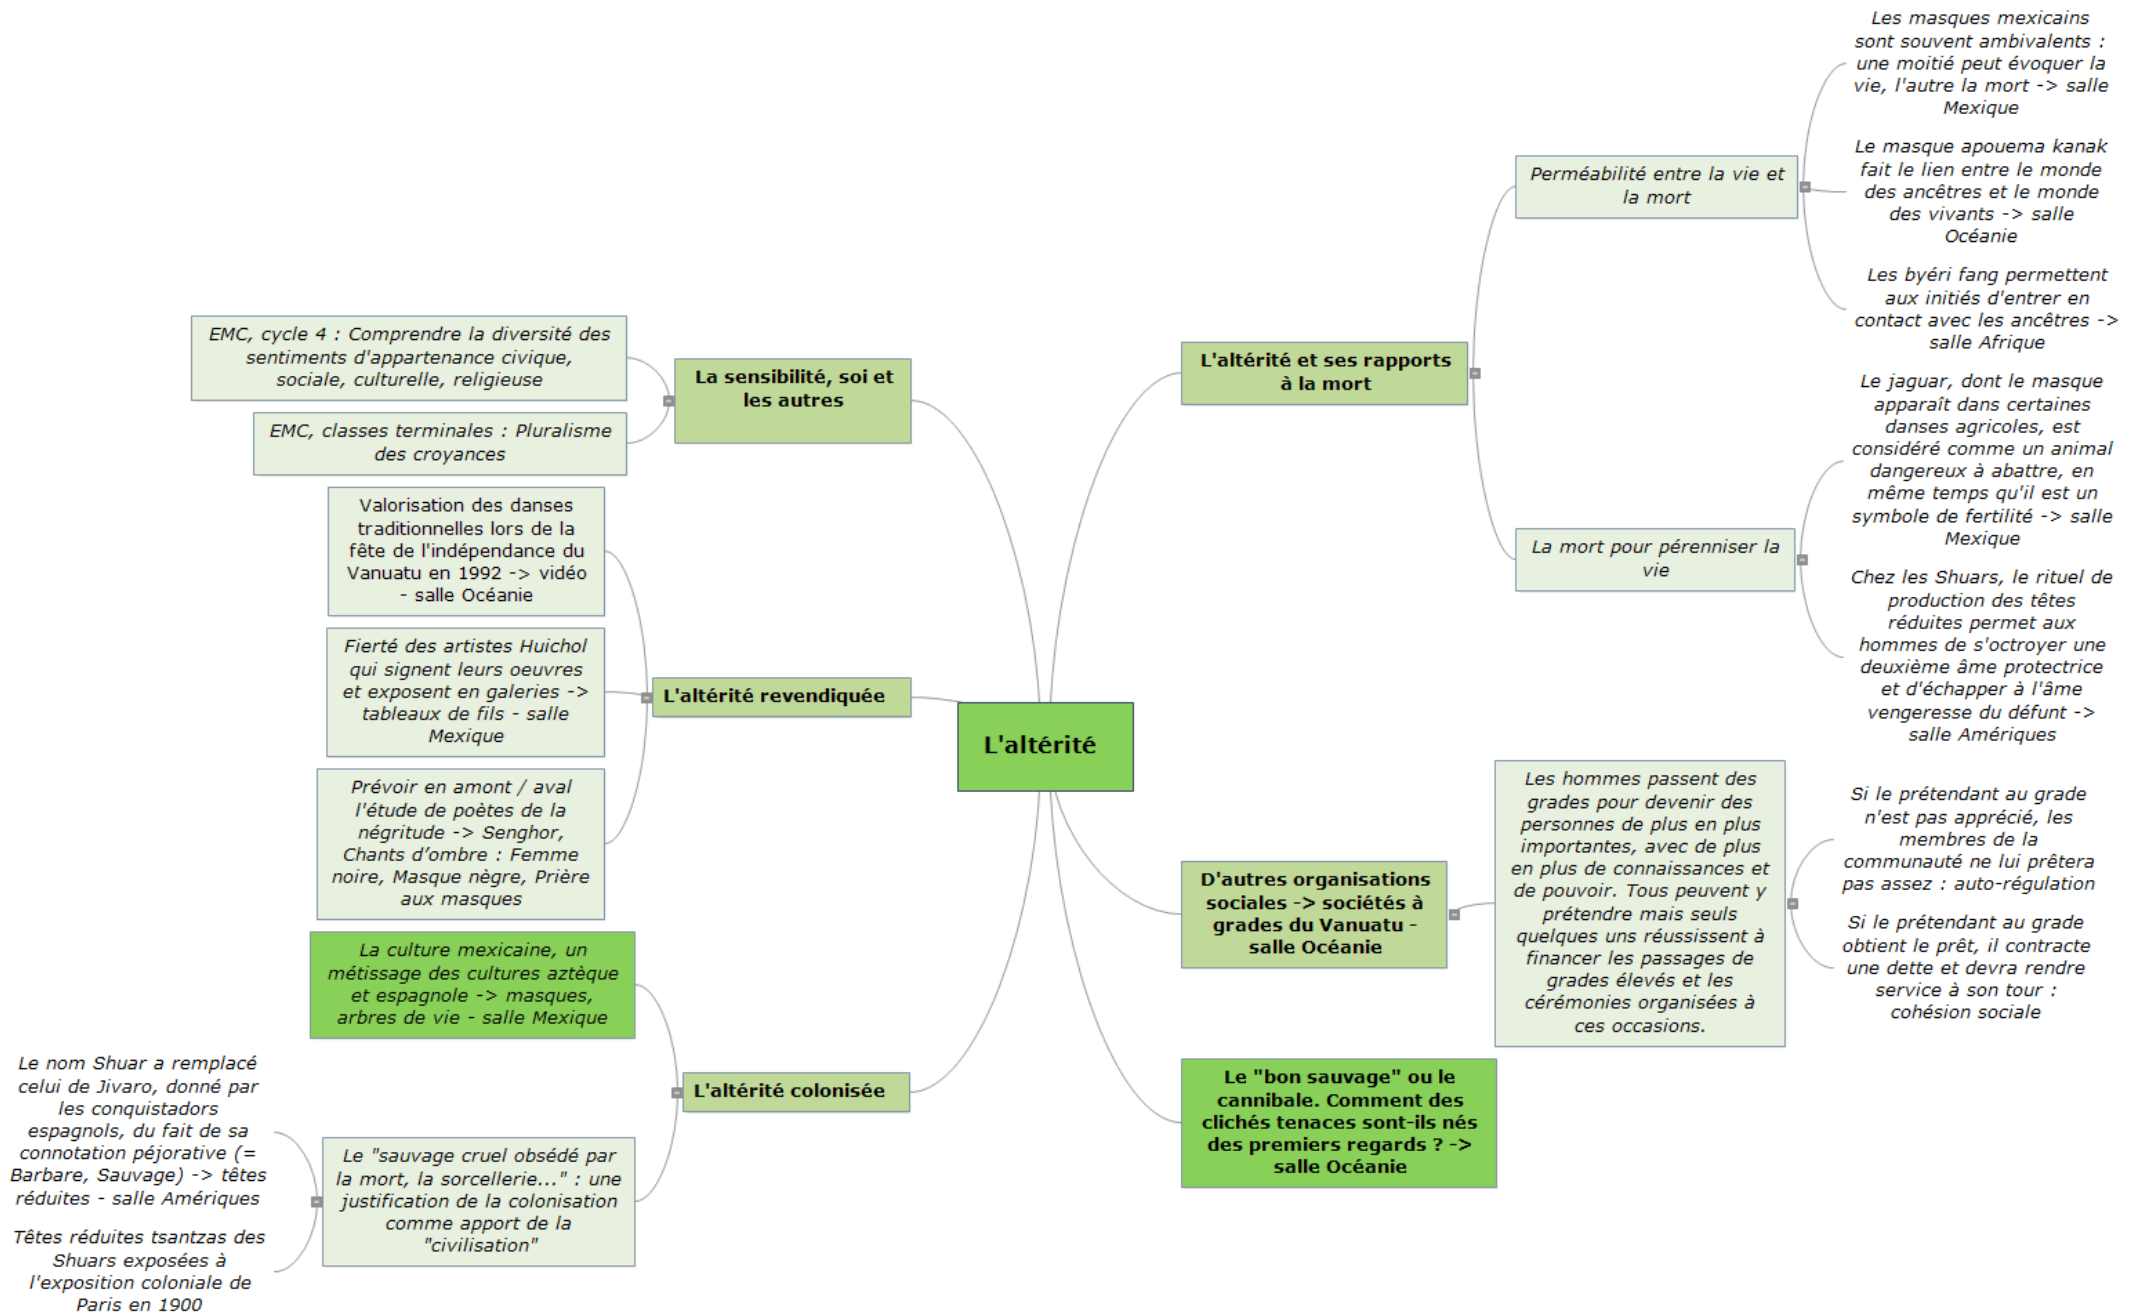 L'altérité
La sensibilité, soi et
les autres
EMC, cycle 4 : Comprendre la diversité des
sentiments d'appartenance civique,
sociale, culturelle, religieuse
EMC, classes terminales : Pluralisme
des croyances
L'altérité revendiquée
Valorisation des danses
traditionnelles lors de la
fête de l'indépendance du
Vanuatu en 1992 -> vidéo
- salle Océanie
Fierté des artistes Huichol
qui signent leurs oeuvres
et exposent en galeries ->
tableaux de fils - salle
Mexique
Prévoir en amont / aval
l'étude de poètes de la
négritude -> Senghor,
Chants d’ombre : Femme
noire, Masque nègre, Prière
aux masques
L'altérité colonisée
La culture mexicaine, un
métissage des cultures aztèque
et espagnole -> masques,
arbres de vie - salle Mexique
Le "sauvage cruel obsédé par
la mort, la sorcellerie..." : une
justification de la colonisation
comme apport de la
"civilisation"
Le nom Shuar a remplacé
celui de Jivaro, donné par
les conquistadors
espagnols, du fait de sa
connotation péjorative (=
Barbare, Sauvage) -> têtes
réduites - salle Amériques
Têtes réduites tsantzas des
Shuars exposées à
l'exposition coloniale de
Paris en 1900
L'altérité et ses rapports
à la mort
Perméabilité entre la vie et
la mort
Les masques mexicains
sont souvent ambivalents :
une moitié peut évoquer la
vie, l'autre la mort -> salle
Mexique
Le masque apouema kanak
fait le lien entre le monde
des ancêtres et le monde
des vivants -> salle
Océanie
Les byéri fang permettent
aux initiés d'entrer en
contact avec les ancêtres ->
salle Afrique
La mort pour pérenniser la
vie
Le jaguar, dont le masque
apparaît dans certaines
danses agricoles, est
considéré comme un animal
dangereux à abattre, en
même temps qu'il est un
symbole de fertilité -> salle
Mexique
Chez les Shuars, le rituel de
production des têtes
réduites permet aux
hommes de s'octroyer une
deuxième âme protectrice
et d'échapper à l'âme
vengeresse du défunt ->
salle Amériques
D'autres organisations
sociales -> sociétés à
grades du Vanuatu -
salle Océanie
Les hommes passent des
grades pour devenir des
personnes de plus en plus
importantes, avec de plus
en plus de connaissances et
de pouvoir. Tous peuvent y
prétendre mais seuls
quelques uns réussissent à
financer les passages de
grades élevés et les
cérémonies organisées à
ces occasions.
Si le prétendant au grade
n'est pas apprécié, les
membres de la
communauté ne lui prêtera
pas assez : auto-régulation
Si le prétendant au grade
obtient le prêt, il contracte
une dette et devra rendre
service à son tour :
cohésion sociale
Le "bon sauvage" ou le
cannibale. Comment des
clichés tenaces sont-ils nés
des premiers regards ? ->
salle Océanie